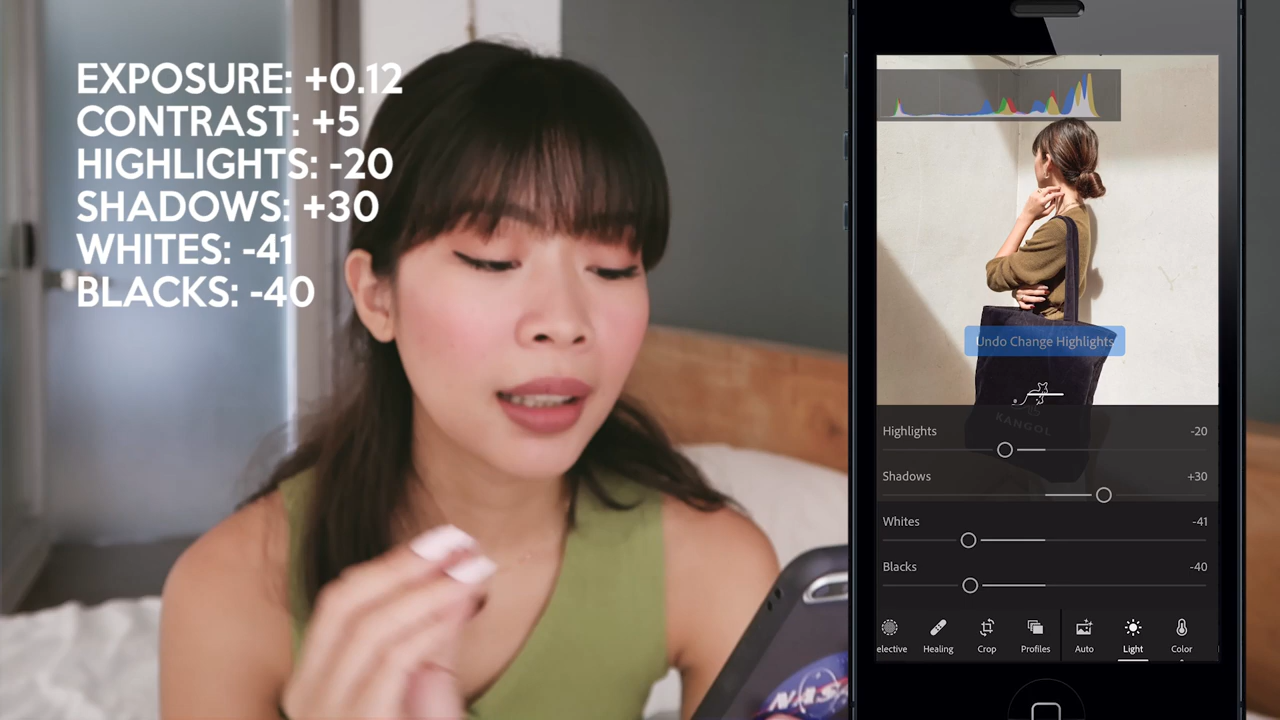 EXPOSURE: +0.12
CONTRAST: +5
HIGHLIGHTS: -20
SHADOWS: +30
WHITES: -41
BLACKS: -40
Undo Change Highlights
KANGOL
Highlights -20
Shadows +30
Whites -41
Blacks -40
elective Healing Crop Profiles Auto Light Color
NASA